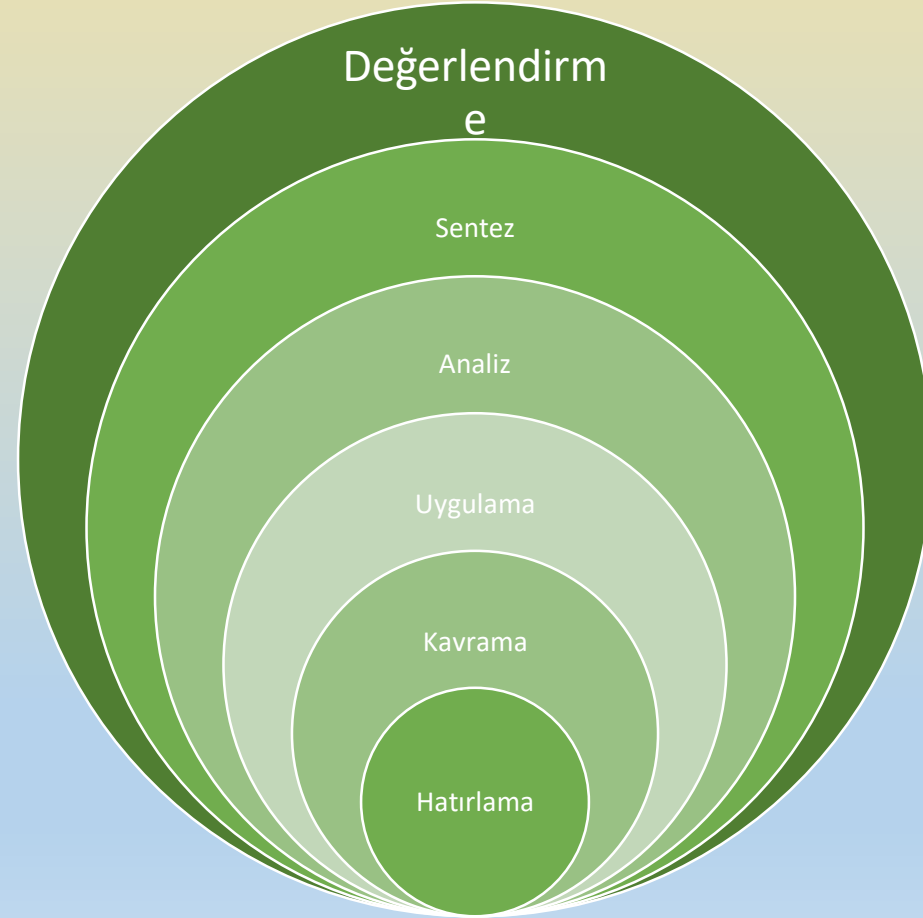 Değerlendirm
e
Sentez
Analiz
Uygulama
Kavrama
Hatırlama